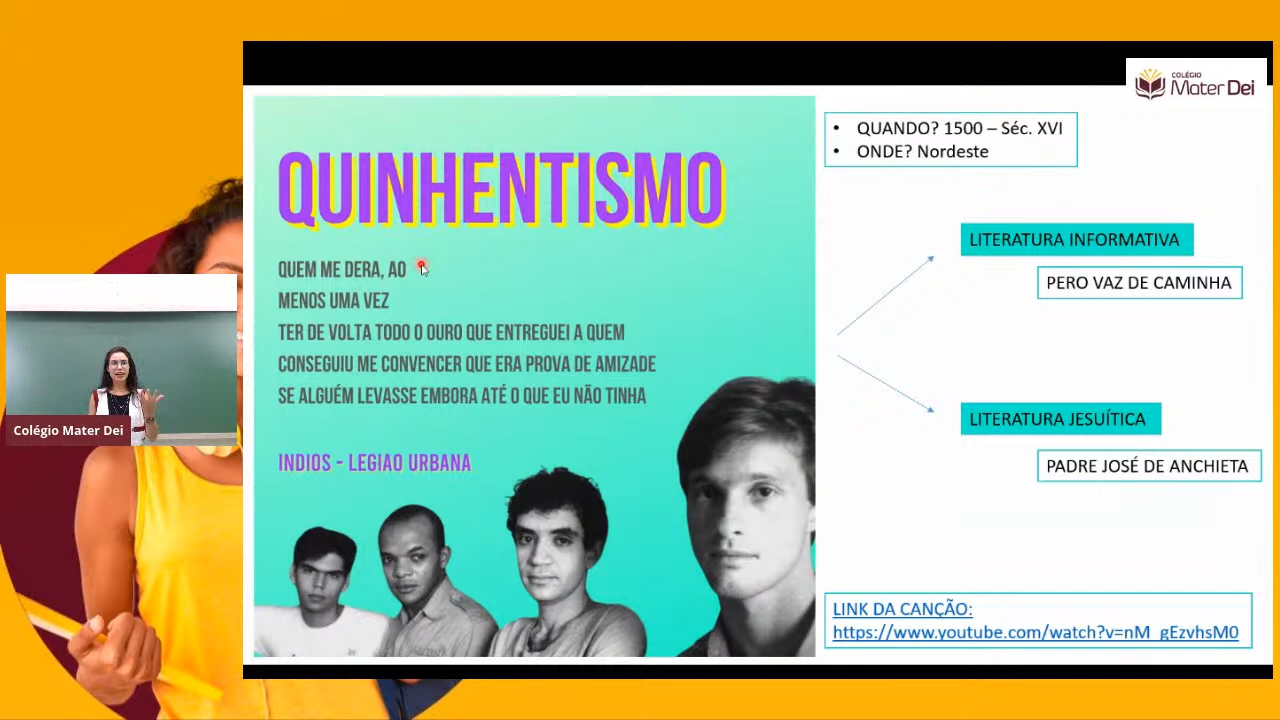 COLÉGIO
Mater Dei
QUINHENTISMO
QUEM ME DERA, AO
MENOS UMA VEZ
TER DE VOLTA TODO O OURO QUE ENTREGUEI A QUEM
CONSEGUIU ME CONVENCER QUE ERA PROVA DE AMIZADE
SE ALGUÉM LEVASSE EMBORA ATÉ O QUE EU NÃO TINHA
INDIOS - LEGIAO URBANA
• QUANDO? 1500 – Séc. XVI
• ONDE? Nordeste
LITERATURA INFORMATIVA
PERO VAZ DE CAMINHA
LITERATURA JESUÍTICA
PADRE JOSÉ DE ANCHIETA
LINK DA CANÇÃO:
https://www.youtube.com/watch?v=nM_gEzvhsM0
Colégio Mater Dei